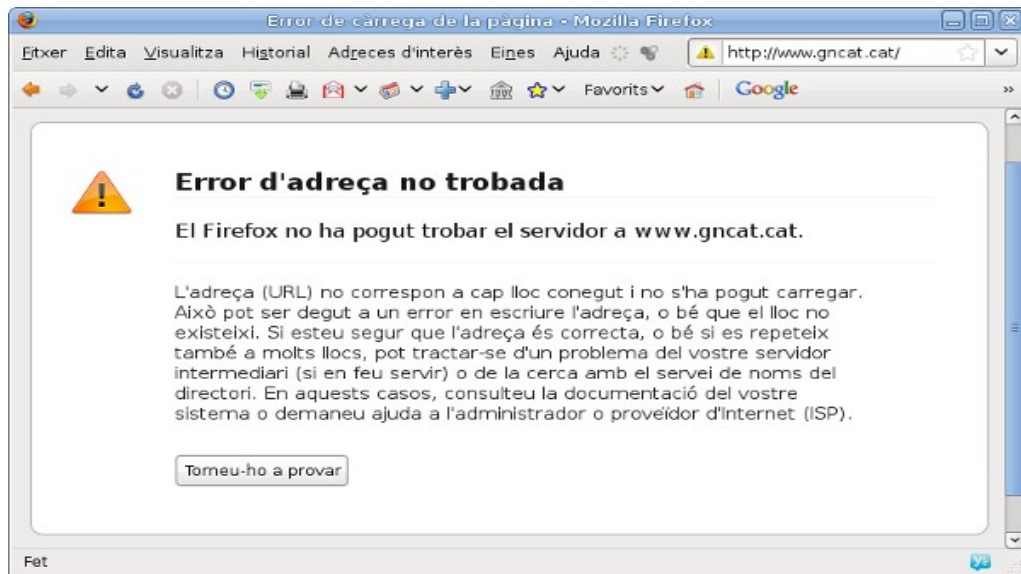 Error de càrrega de la pàgina - Mozilla Firefox
Fitxer Edita Visualitza Historial Adreces d'interès Eines Ajuda http://www.gncat.cat/
Favorits Google »
Error d'adreça no trobada
El Firefox no ha pogut trobar el servidor a www.gncat.cat.
L'adreça (URL) no correspon a cap lloc conegut i no s'ha pogut carregar.
Això pot ser degut a un error en escriure l'adreça, o bé que el lloc no
existeixi. Si esteu segur que l'adreça és correcta, o bé si es repeteix
també a molts llocs, pot tractar-se d'un problema del vostre servidor
intermediari (si en feu servir) o de la cerca amb el servei de noms del
directori. En aquests casos, consulteu la documentació del vostre
sistema o demaneu ajuda a l'administrador o proveïdor d'Internet (ISP).
Torneu-ho a provar
Fet